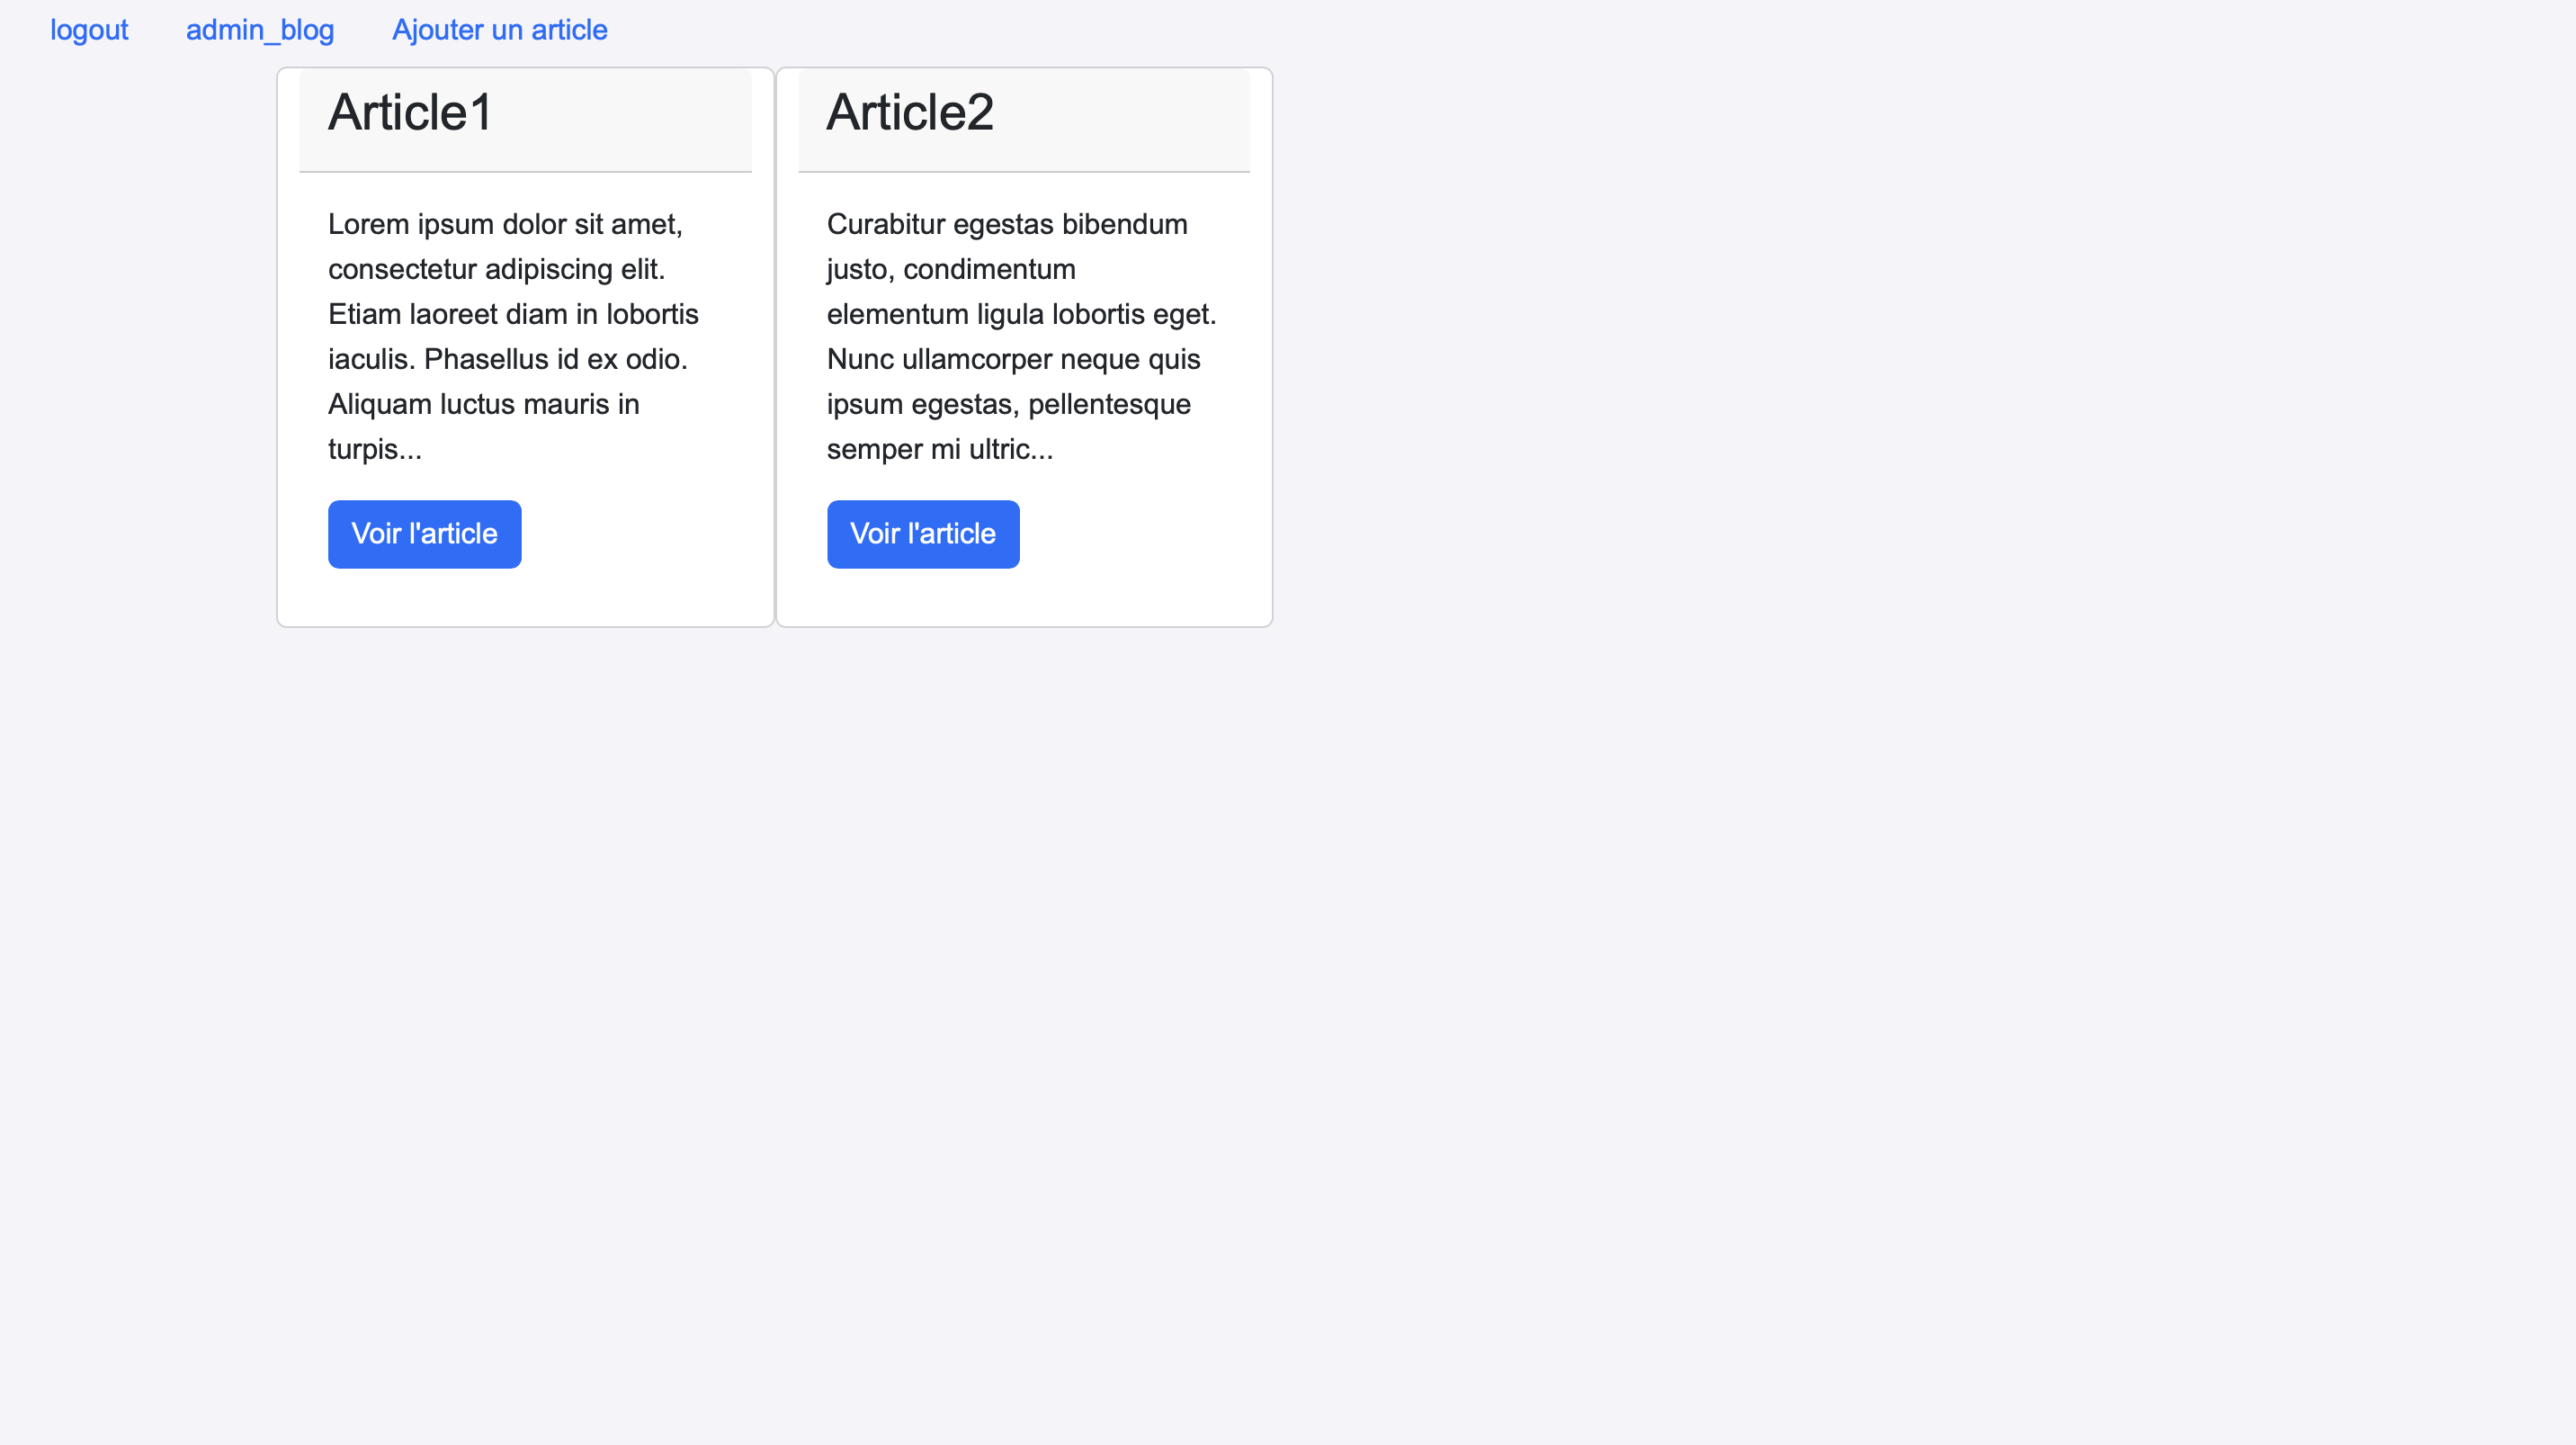 logout admin_blog Ajouter un article
Article1
Lorem ipsum dolor sit amet,
consectetur adipiscing elit.
Etiam laoreet diam in lobortis
iaculis. Phasellus id ex odio.
Aliquam luctus mauris in
turpis...
Voir l'article
Article2
Curabitur egestas bibendum
justo, condimentum
elementum ligula lobortis eget.
Nunc ullamcorper neque quis
ipsum egestas, pellentesque
semper mi ultric...
Voir l'article